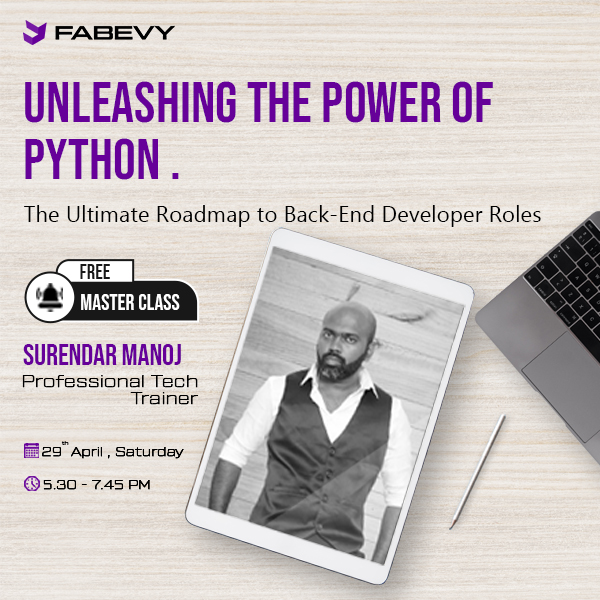 FABEVY
UNLEASHING THE POWER OF
PYTHON .
The Ultimate Roadmap to Back-End Developer Roles
FREE
MASTER CLASS
SURENDAR MANOJ
Professional Tech
Trainer
29th April , Saturday
5.30 - 7.45 PM